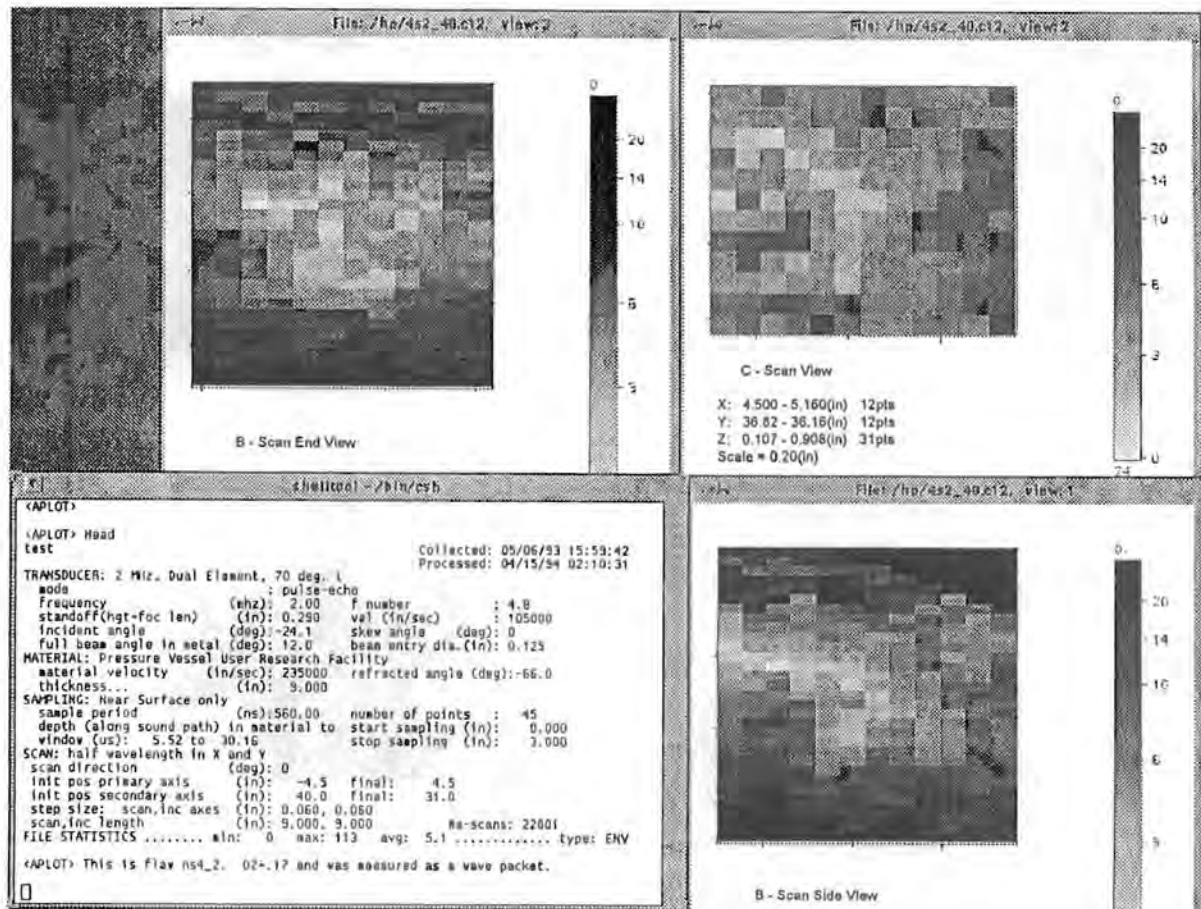 File: /hp/4s2_40.c12, view:2
0
20
14
10
6
3
B - Scan End View
File: /hp/4s2_40.c12, view:2
0.
20
14
10
6
3
0
24
C - Scan View
X: 4.500 - 5.160(in) 12pts
Y: 36.82 - 36.16(in) 12pts
Z: 0.107 - 0.908(in) 31pts
Scale = 0.20(in)
shelltool - /bin/csh
<APLOT>
<APLOT> Head
test
Collected: 05/06/93 15:59:42
Processed: 04/15/94 02:10:31
TRANSDUCER: 2 MHz, Dual Element, 70 deg. L
mode : pulse-echo
frequency (mhz): 2.00 f number : 4.8
standoff(hgt-foc len) (in): 0.290 vel (in/sec) : 105000
incident angle (deg):-24.1 skew angle (deg): 0
full beam angle in metal (deg): 12.0 beam entry dia.(in): 0.125
MATERIAL: Pressure Vessel User Research Facility
material velocity (in/sec): 235000 refracted angle (deg):-66.0
thickness... (in): 9.000
SAMPLING: Near Surface only
sample period (ns):560.00 number of points : 45
depth (along sound path) in material to start sampling (in): 0.000
window (us): 5.52 to 30.16 stop sampling (in): 3.000
SCAN: half wavelength in X and Y
scan direction (deg): 0
init pos primary axis (in): -4.5 final: 4.5
init pos secondary axis (in): 40.0 final: 31.0
step size: scan,inc axes (in): 0.060, 0.060
scan,inc length (in): 9.000, 9.000 #a-scans: 22801
FILE STATISTICS ........ min: 0 max: 113 avg: 5.1 ............. type: ENV
<APLOT> This is flaw ns4_2. 02-.17 and was measured as a wave packet.
File: /hp/4s2_40.c12, view:1
0.
20
14
10
6
3
B - Scan Side View